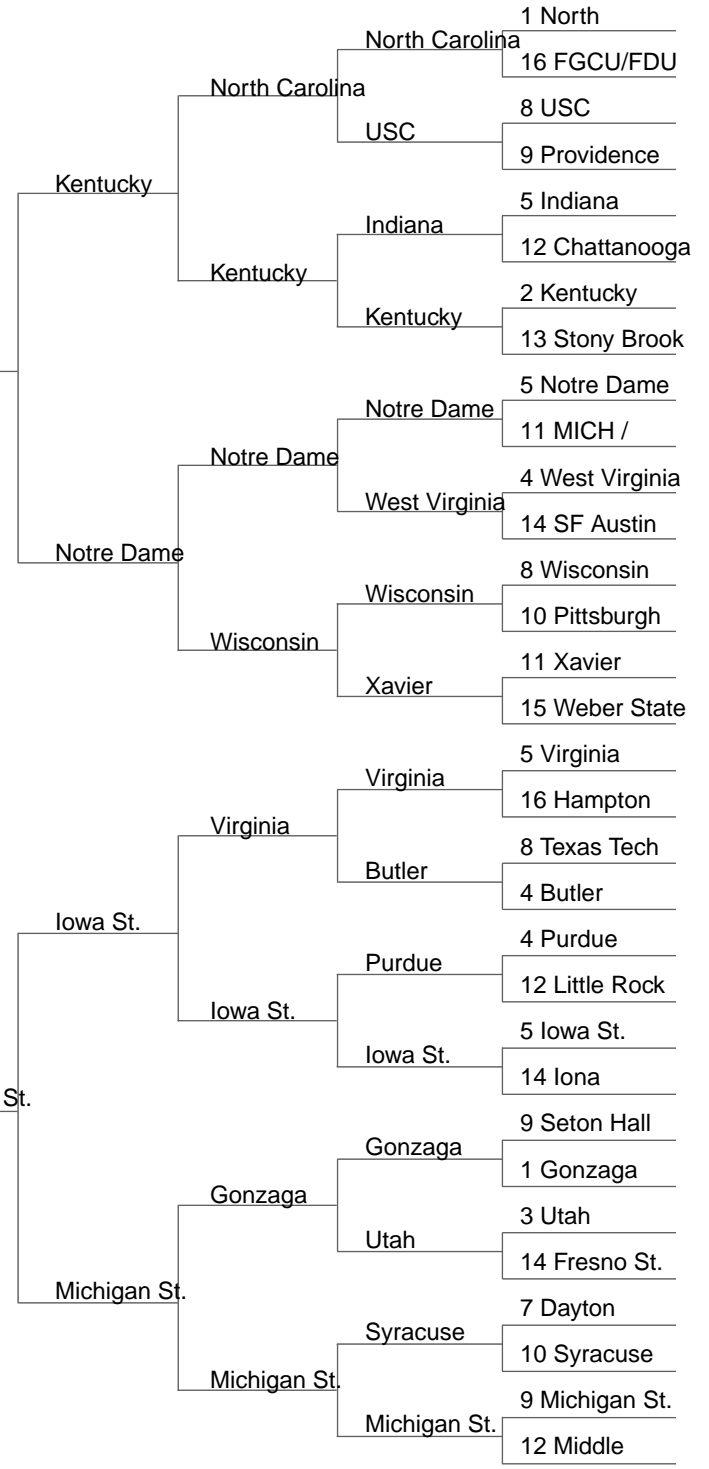 1 North
North Carolina
16 FGCU/FDU
North Carolina
8 USC
USC
9 Providence
Kentucky
5 Indiana
Indiana
12 Chattanooga
Kentucky
2 Kentucky
Kentucky
13 Stony Brook
5 Notre Dame
Notre Dame
11 MICH /
Notre Dame
4 West Virginia
West Virginia
14 SF Austin
Notre Dame
8 Wisconsin
Wisconsin
10 Pittsburgh
Wisconsin
11 Xavier
Xavier
15 Weber State
5 Virginia
Virginia
16 Hampton
Virginia
8 Texas Tech
Butler
4 Butler
Iowa St.
4 Purdue
Purdue
12 Little Rock
Iowa St.
5 Iowa St.
Iowa St.
14 Iona
St.
9 Seton Hall
Gonzaga
1 Gonzaga
Gonzaga
3 Utah
Utah
14 Fresno St.
Michigan St.
7 Dayton
Syracuse
10 Syracuse
Michigan St.
9 Michigan St.
Michigan St.
12 Middle